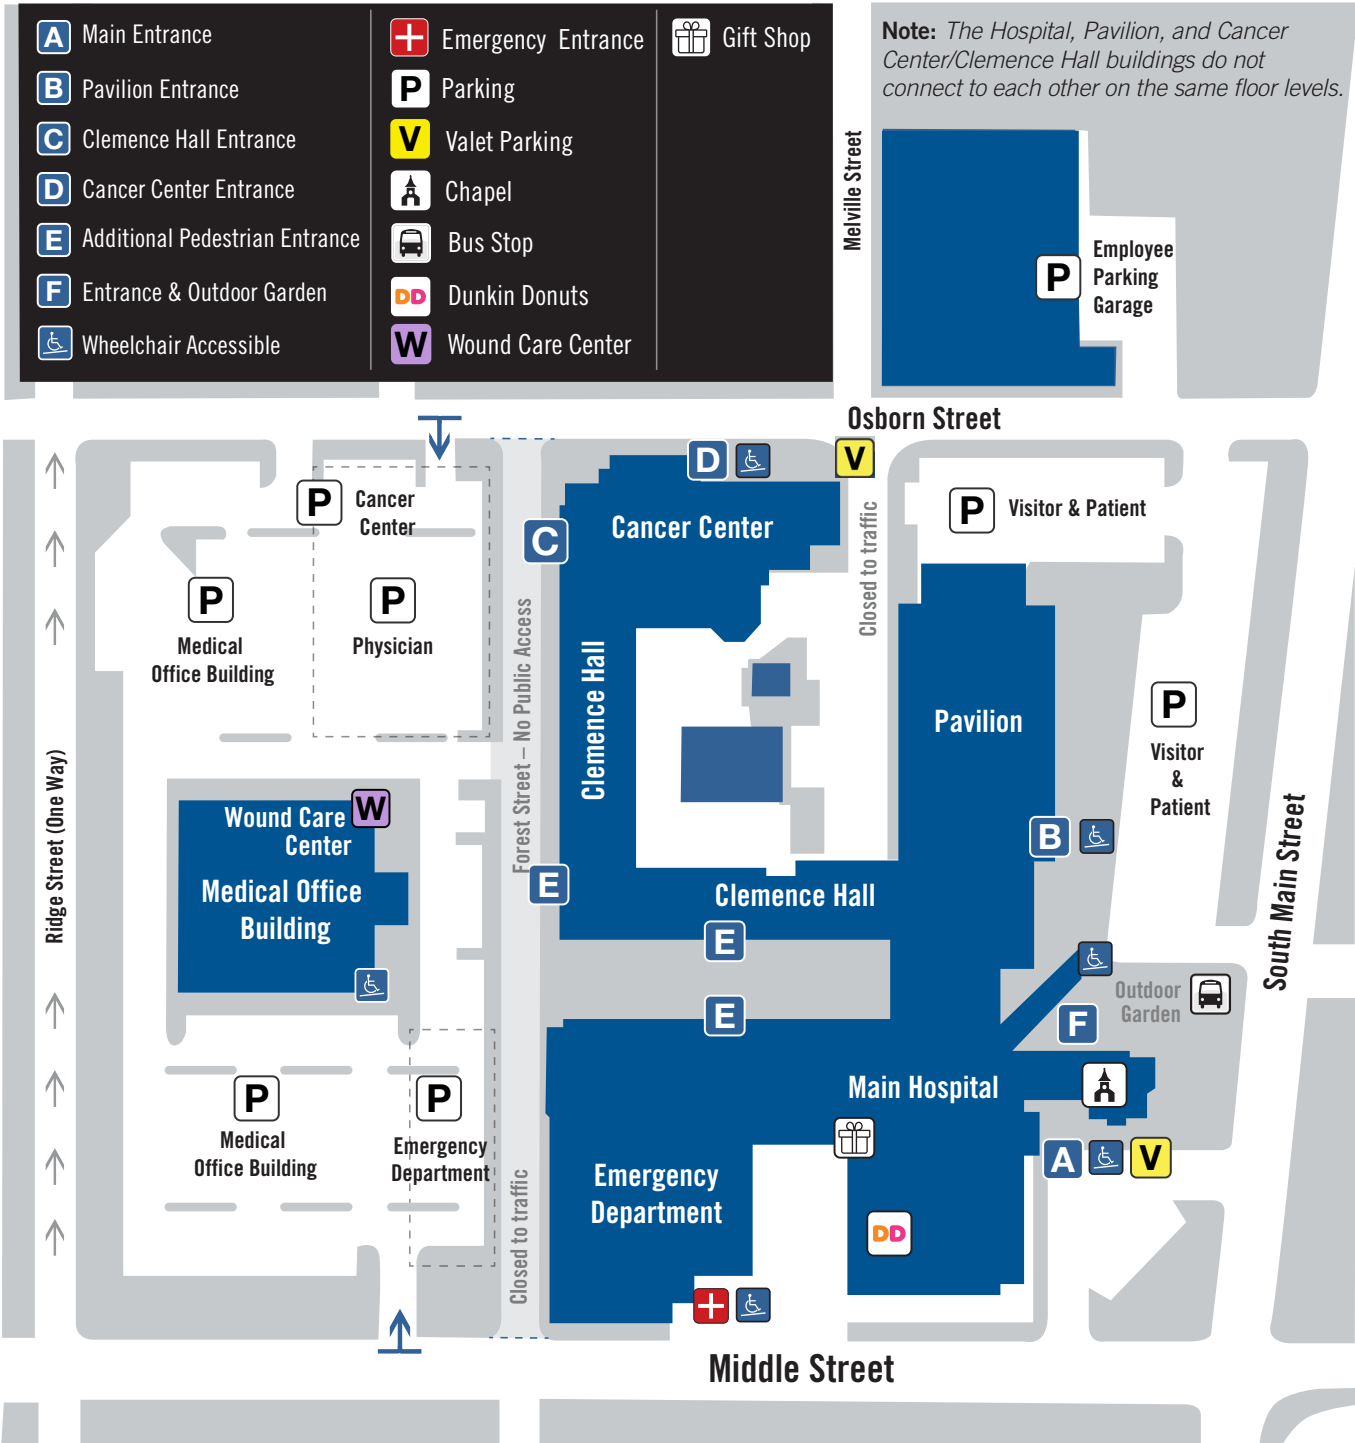 A Main Entrance
B Pavilion Entrance
C Clemence Hall Entrance
D Cancer Center Entrance
E Additional Pedestrian Entrance
F Entrance & Outdoor Garden
Wheelchair Accessible
Emergency Entrance
P Parking
V Valet Parking
Chapel
Bus Stop
DD Dunkin Donuts
W Wound Care Center
Gift Shop
Note: The Hospital, Pavilion, and Cancer
Center/Clemence Hall buildings do not
connect to each other on the same floor levels.
Melville Street
P
Employee
Parking
Garage
Osborn Street
P
Cancer
Center
D
V
C
Cancer Center
Closed to traffic
P
Visitor & Patient
P
Medical
Office Building
P
Physician
Forest Street – No Public Access
Clemence Hall
Pavilion
P
Visitor
&
Patient
Ridge Street (One Way)
Wound Care
Center
W
Medical Office
Building
E
Clemence Hall
B
South Main Street
E
E
Outdoor
Garden
F
Main Hospital
P
Medical
Office Building
P
Emergency
Department
Closed to traffic
Emergency
Department
DD
A
V
Middle Street